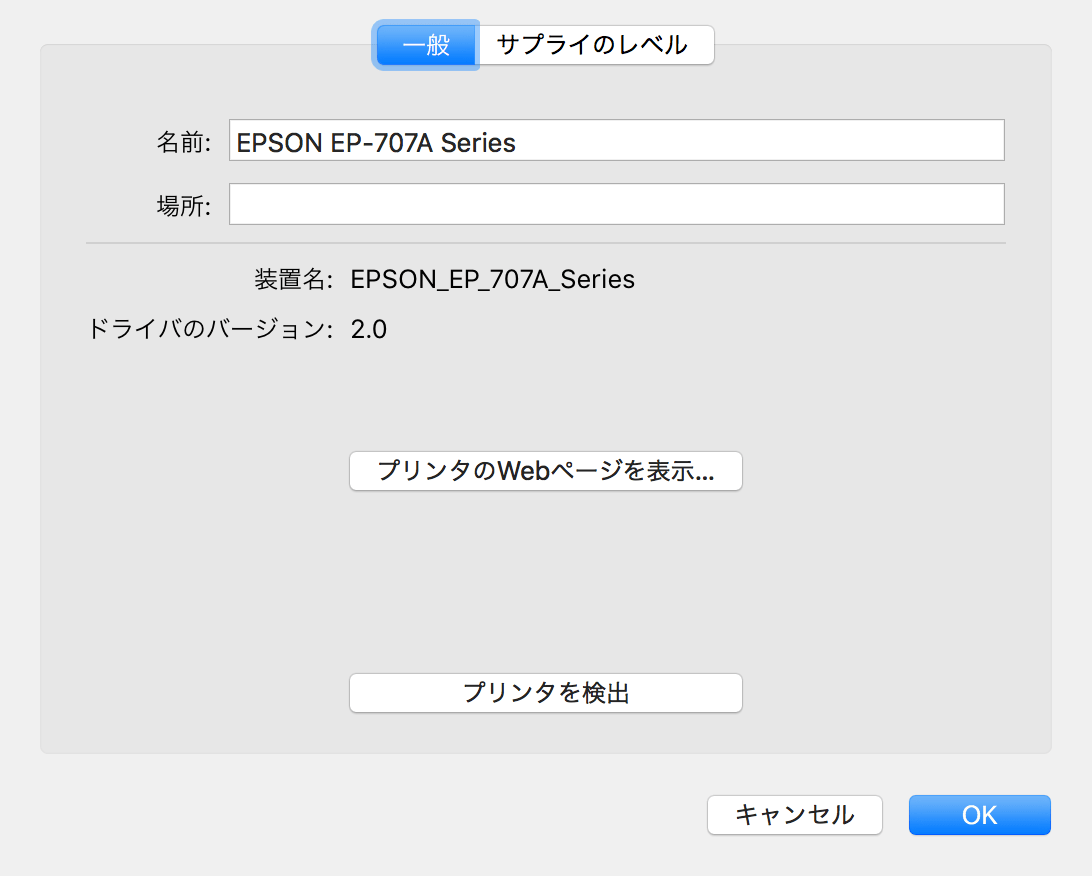 一般 サプライのレベル
名前: EPSON EP-707A Series
場所:
装置名: EPSON_EP_707A_Series
ドライバのバージョン: 2.0
プリンタのWebページを表示...
プリンタを検出
キャンセル OK